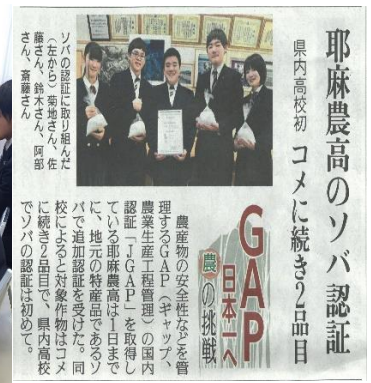 耶麻農高のソバ認証
県内高校初 コメに続き2品目
ソバの認証に取り組んだ
(左から)菊地さん、佐
藤さん、鈴木さん、阿部
さん、斎藤さん
GAP
日本一へ
農の挑戦
農産物の安全性などを管
理するGAP(ギャップ、
農業生産工程管理)の国内
認証「JGAP」を取得し
ている耶麻農高は1日まで
に、地元の特産品であるソ
バで追加認証を受けた。同
校によると対象作物はコメ
に続き2品目で、県内高校
でソバの認証は初めて。